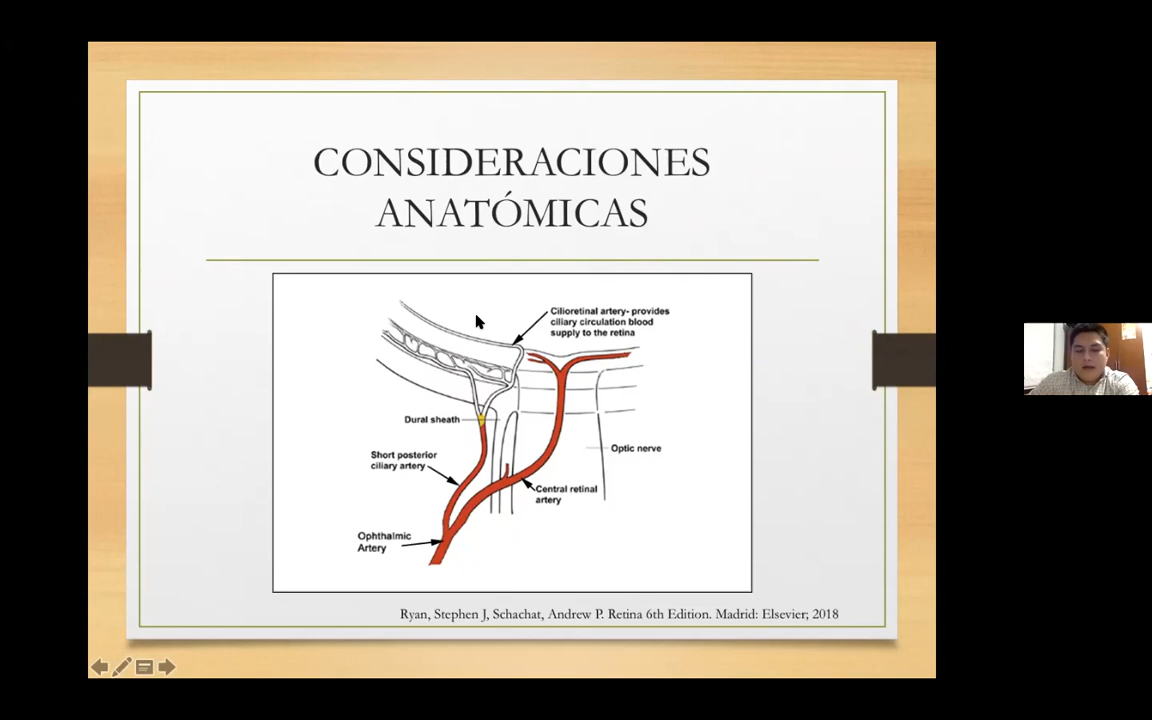 CONSIDERACIONES
ANATÓMICAS
Cilioretinal artery- provides
ciliary circulation blood
supply to the retina
Dural sheath
Short posterior
ciliary artery
Optic nerve
Central retinal
artery
Ophthalmic
Artery
Ryan, Stephen J, Schachat, Andrew P. Retina 6th Edition. Madrid: Elsevier; 2018